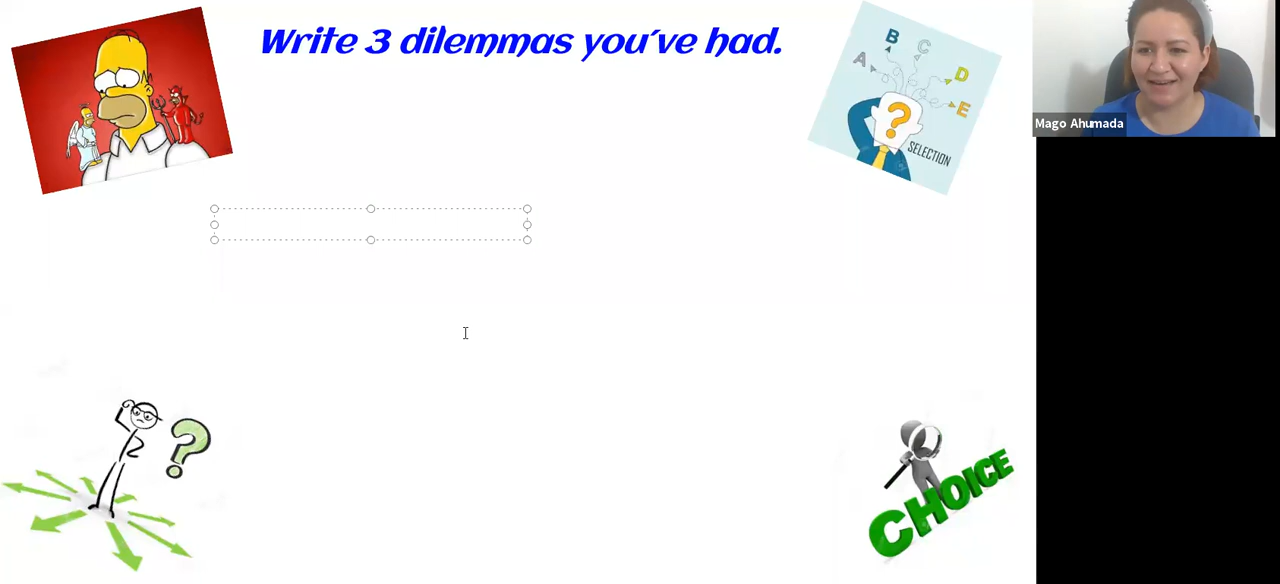 Write 3 dilemmas you´ve had.
A
B
C
D
E
?
SELECTION
Mago Ahumada
?
CHOICE